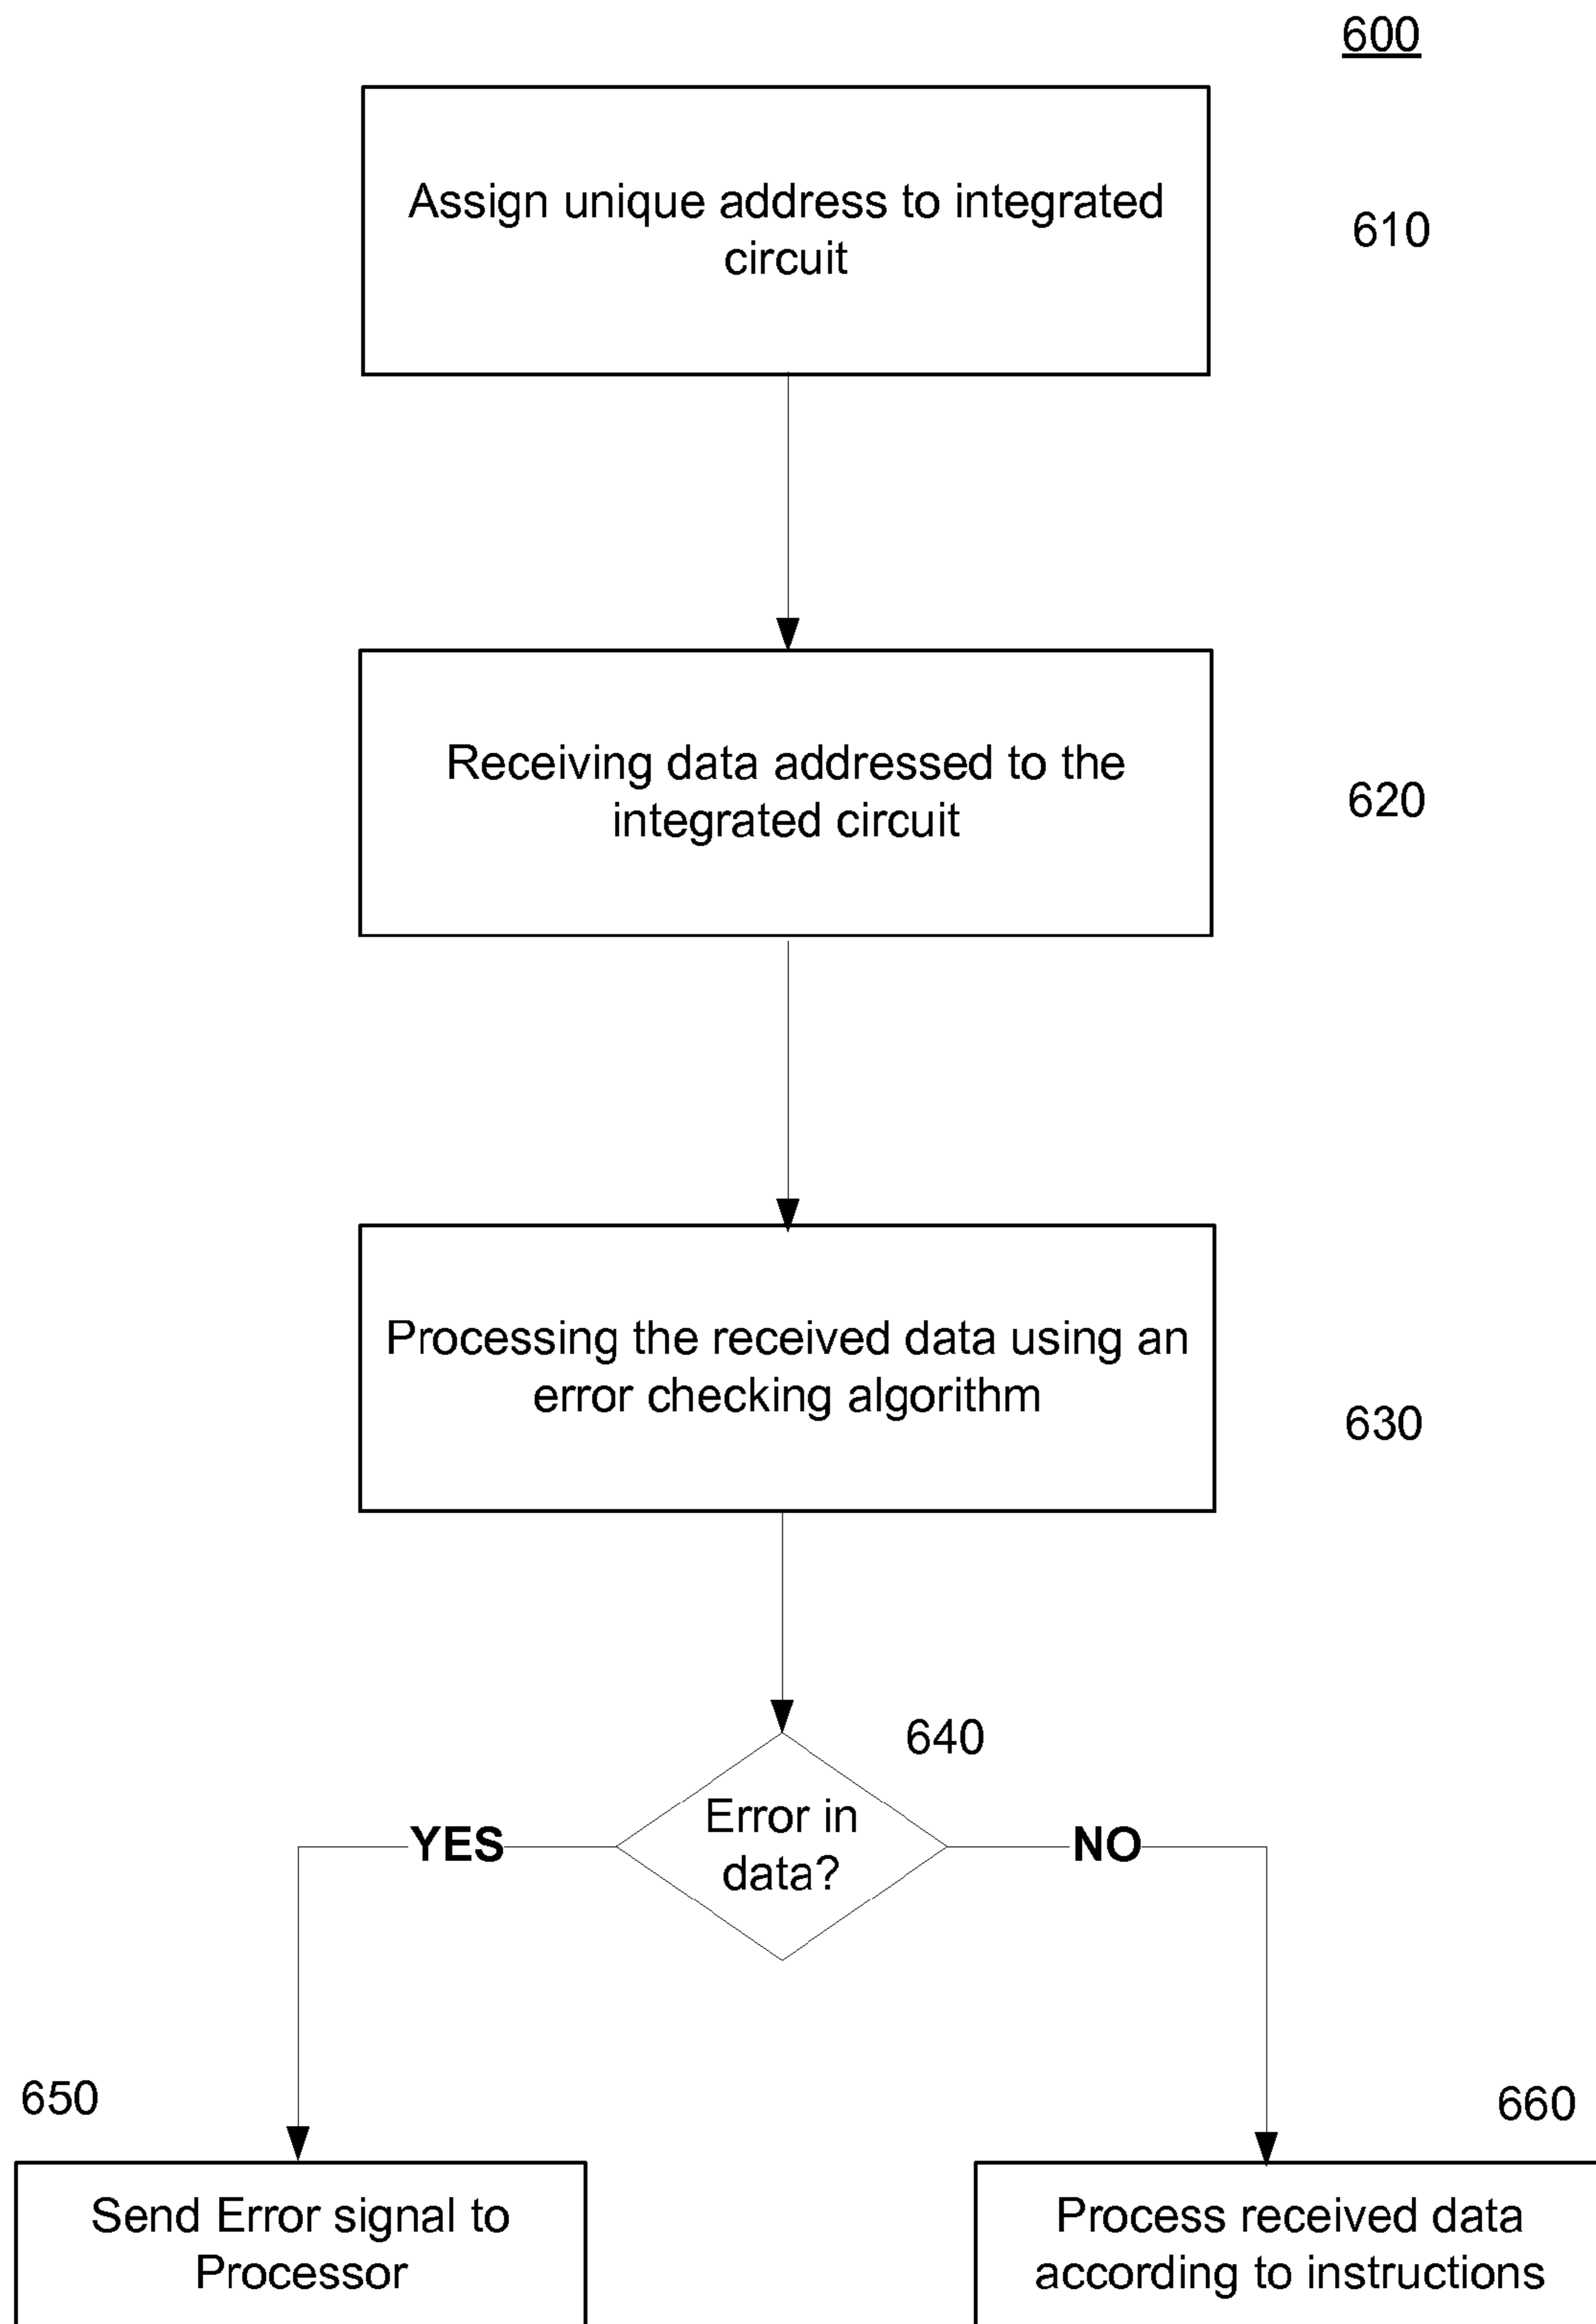 600
Assign unique address to integrated
circuit
610
Receiving data addressed to the
integrated circuit
620
Processing the received data using an
error checking algorithm
630
640
Error in
data?
YES
NO
650
660
Send Error signal to
Processor
Process received data
according to instructions